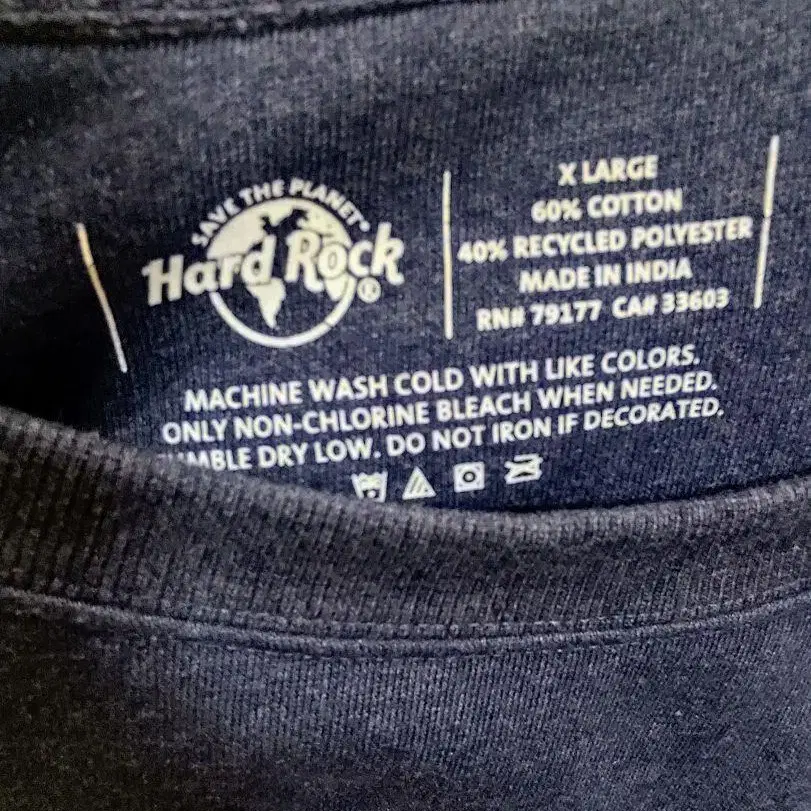 SAVE THE PLANET
Hard Rock
®
X LARGE
60% COTTON
40% RECYCLED POLYESTER
MADE IN INDIA
RN# 79177 CA# 33603
MACHINE WASH COLD WITH LIKE COLORS.
ONLY NON-CHLORINE BLEACH WHEN NEEDED.
DRY LOW. DO NOT IRON IF DECORATED.